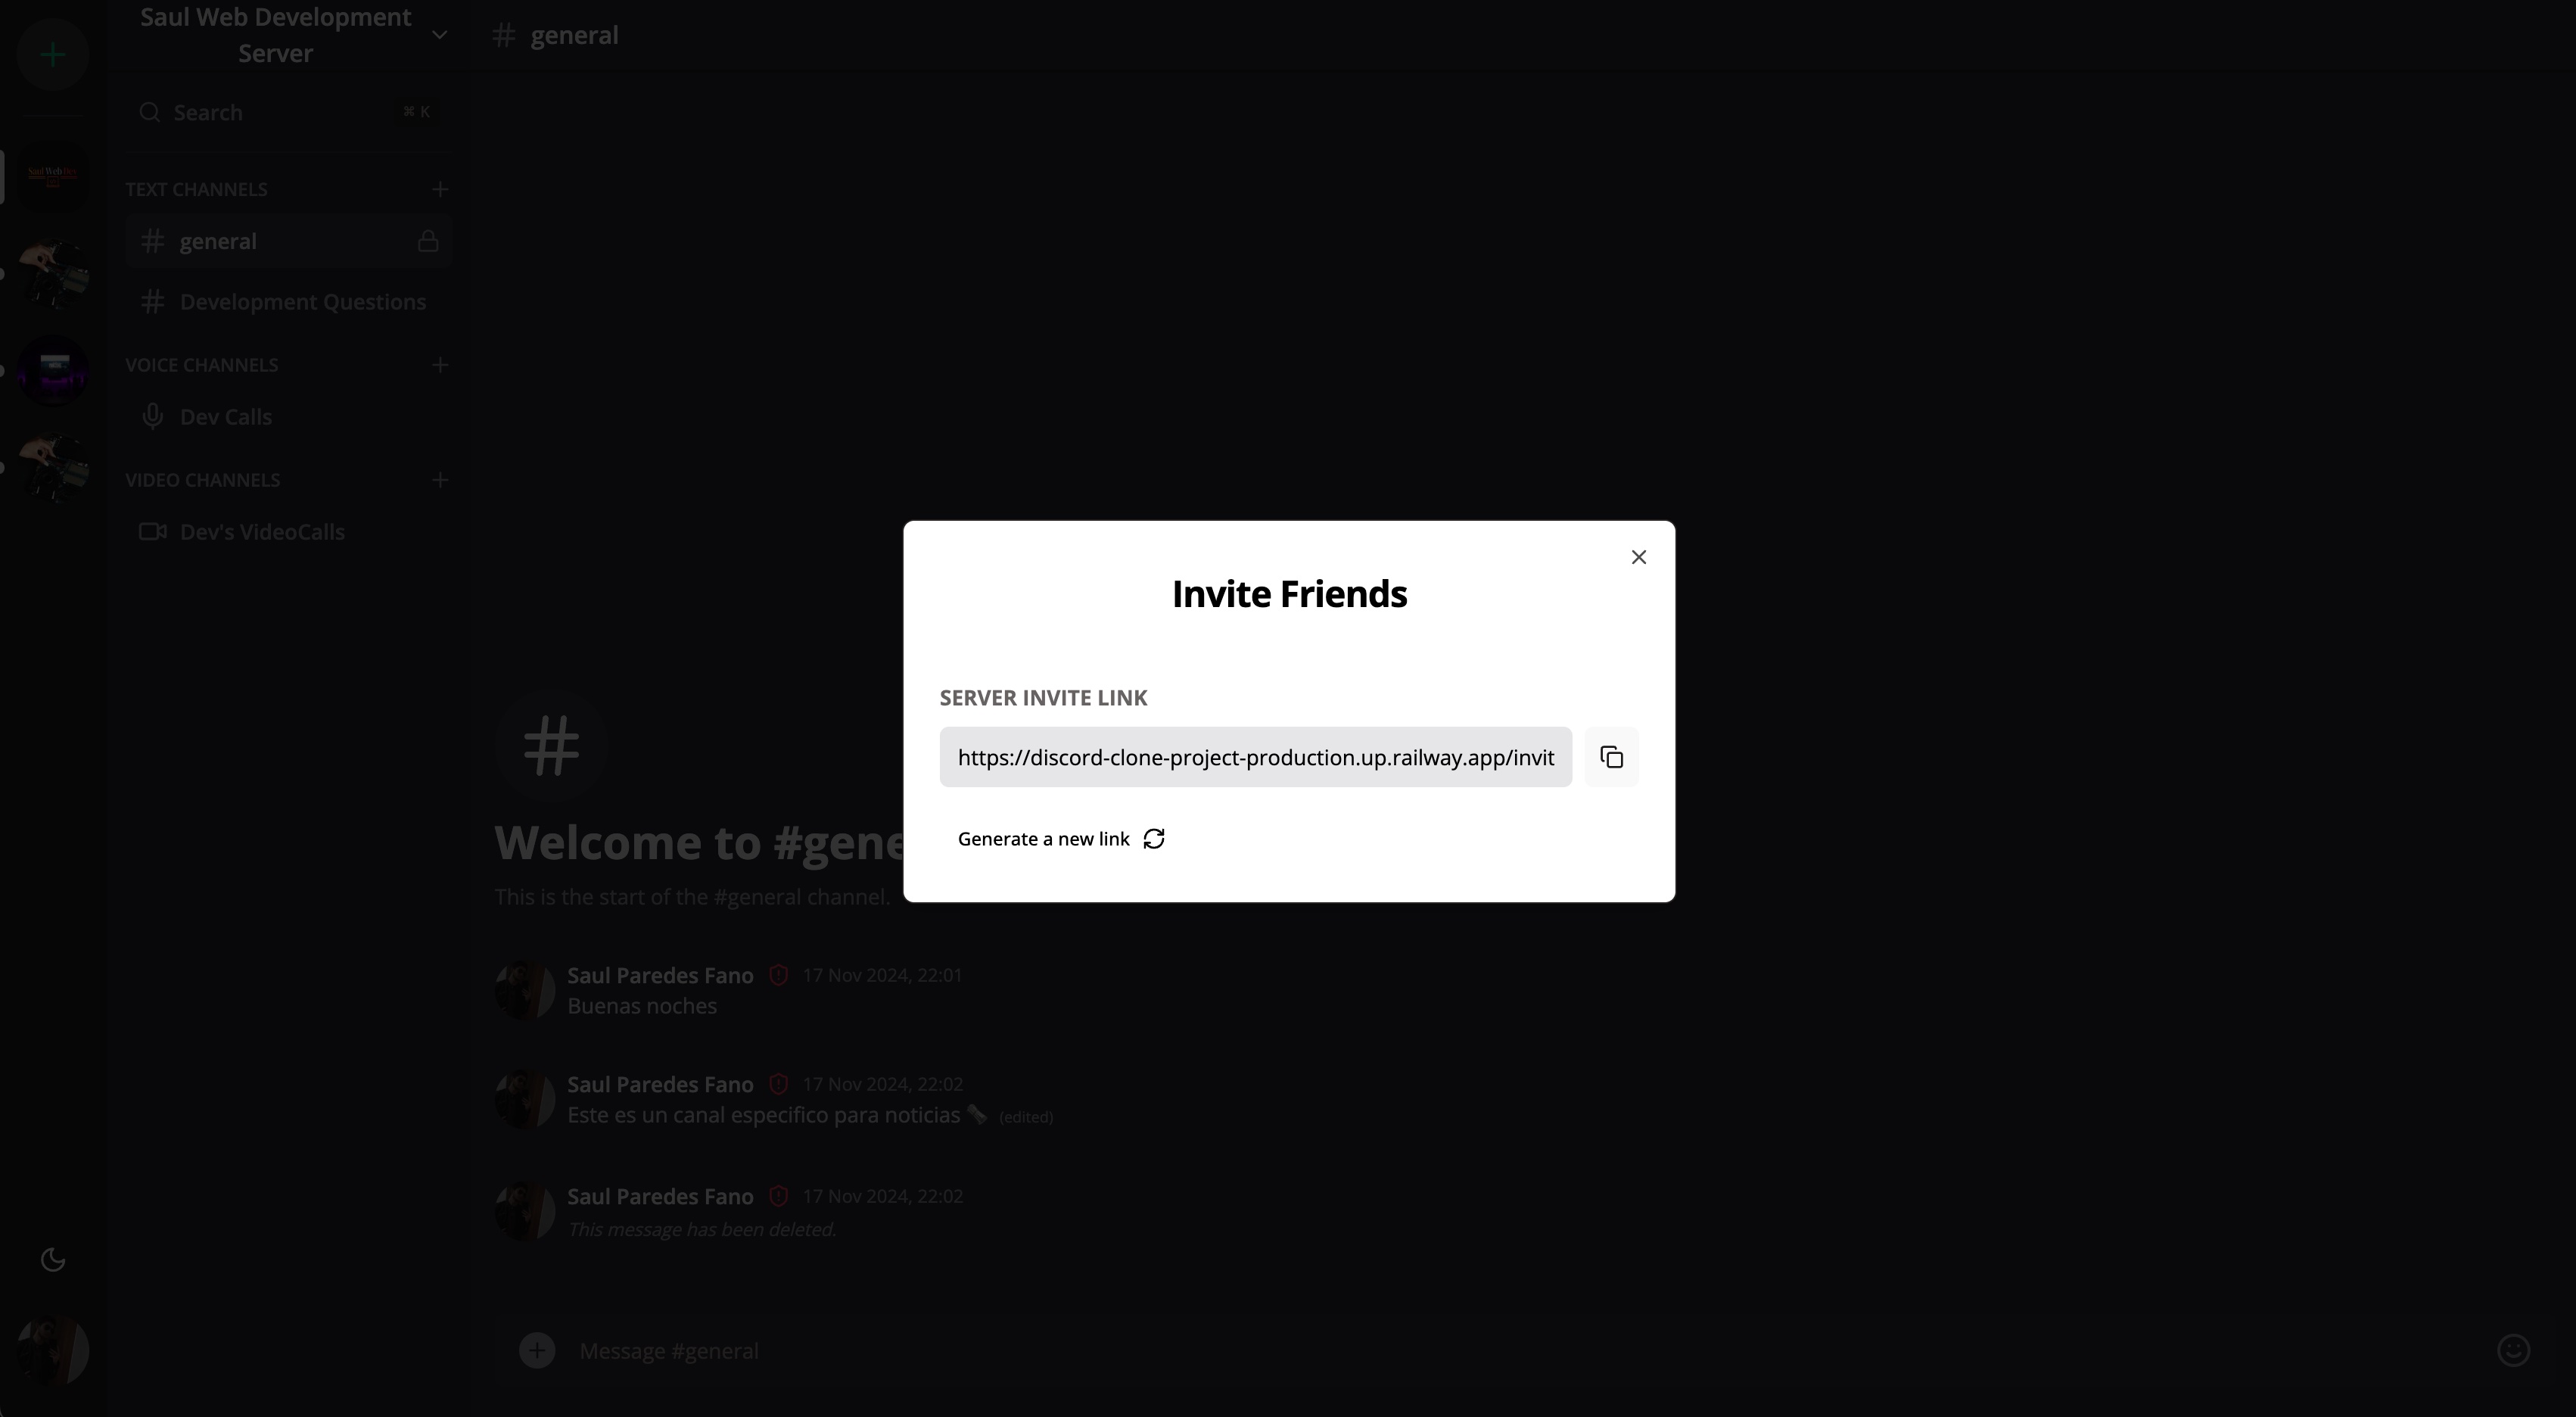 Saul Web Development
Server
# general
Search
⌘ K
TEXT CHANNELS
general
Development Questions
VOICE CHANNELS
Dev Calls
VIDEO CHANNELS
Dev's VideoCalls
Invite Friends
SERVER INVITE LINK
https://discord-clone-project-production.up.railway.app/invit
Generate a new link
#
Welcome to #gene
This is the start of the #general channel.
Saul Paredes Fano 17 Nov 2024, 22:01
Buenas noches
Saul Paredes Fano 17 Nov 2024, 22:02
Este es un canal especifico para noticias (edited)
Saul Paredes Fano 17 Nov 2024, 22:02
This message has been deleted.
Message #general